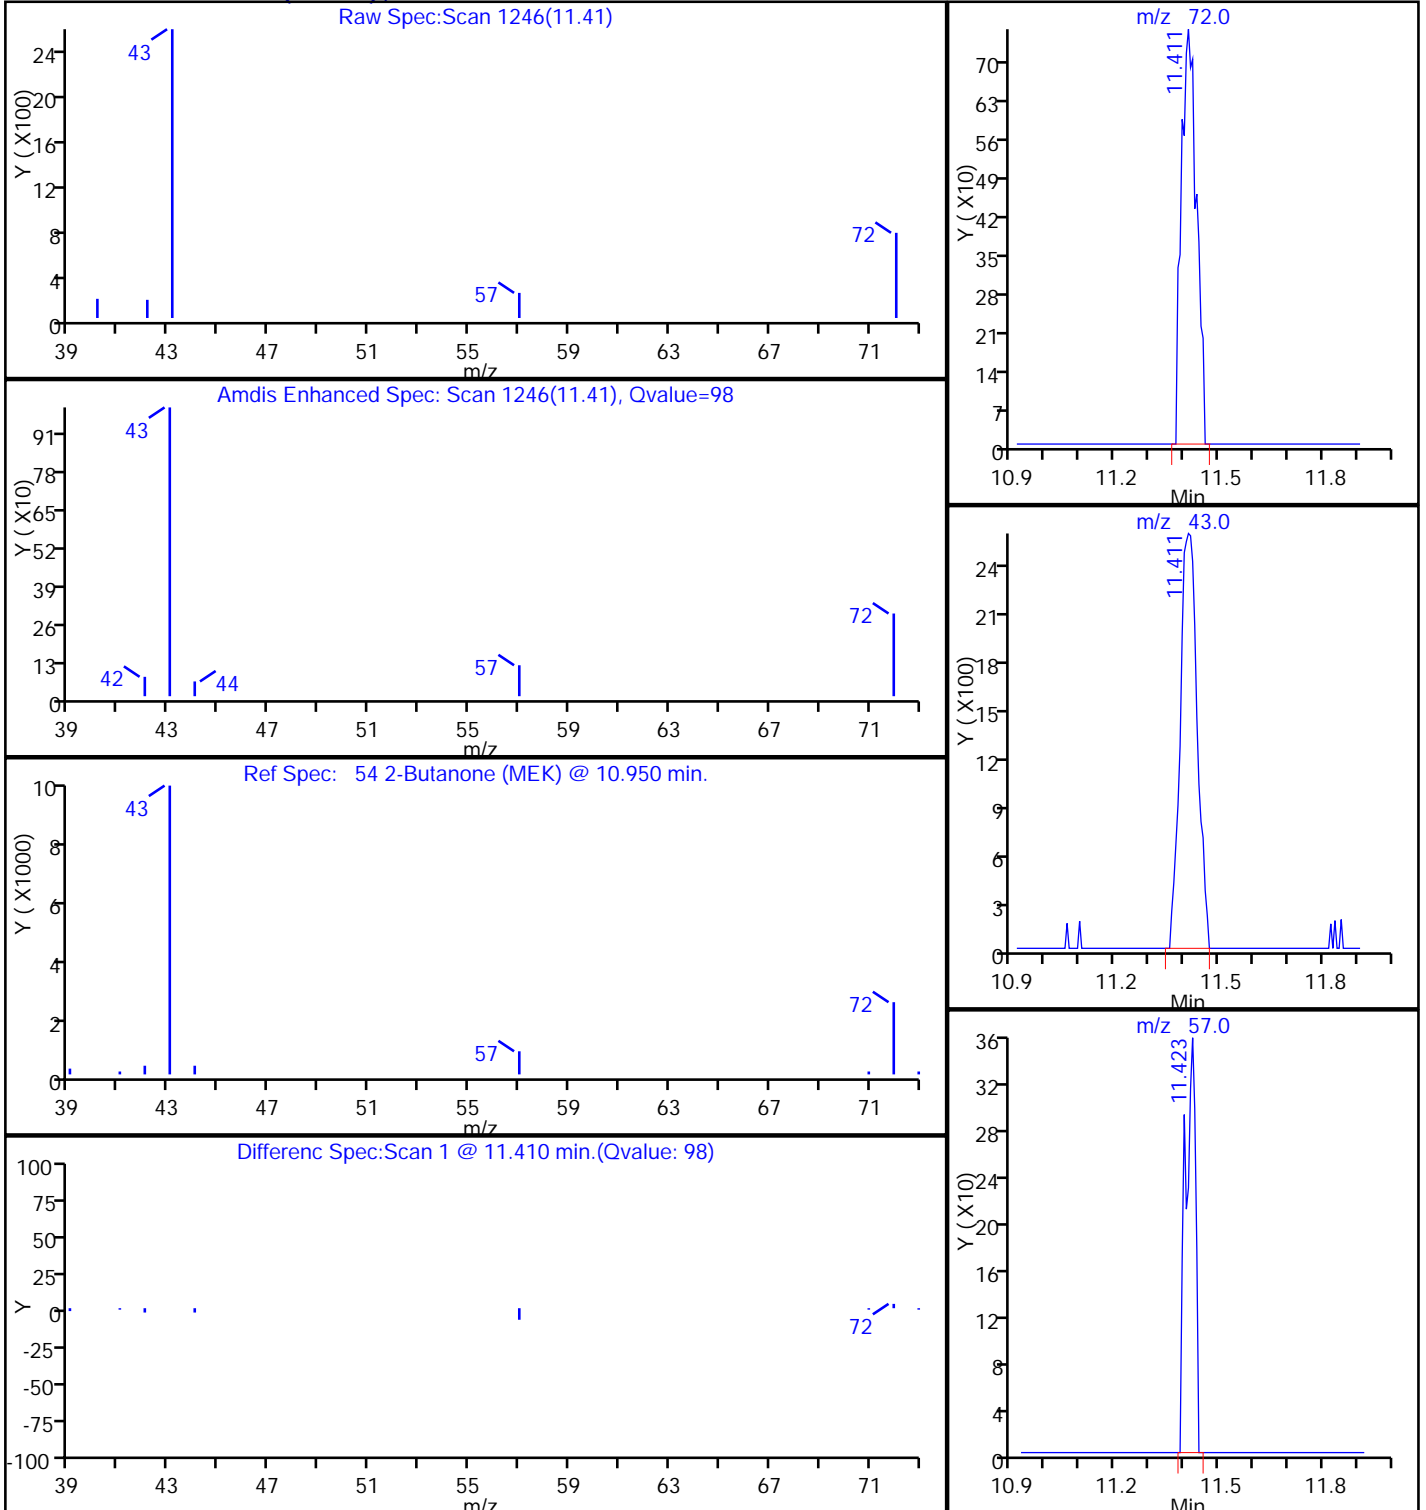 Raw Spec:Scan 1246(11.41)
Y ( X100)
24
20
16
12
8
4
0
43
57
72
39 43 47 51 55 59 63 67 71
m/z
Amdis Enhanced Spec: Scan 1246(11.41), Qvalue=98
Y ( X10)
91
78
65
52
39
26
13
0
43
42
44
57
72
39 43 47 51 55 59 63 67 71
m/z
Ref Spec: 54 2-Butanone (MEK) @ 10.950 min.
Y ( X1000)
10
8
6
4
2
0
43
57
72
39 43 47 51 55 59 63 67 71
m/z
Differenc Spec:Scan 1 @ 11.410 min.(Qvalue: 98)
Y
100
75
50
25
0
-25
-50
-75
-100
72
39 43 47 51 55 59 63 67 71
m/z
m/z 72.0
11.411
Y ( X10)
70
63
56
49
42
35
28
21
14
7
0
10.9 11.2 11.5 11.8
Min
m/z 43.0
11.411
Y ( X100)
24
21
18
15
12
9
6
3
0
10.9 11.2 11.5 11.8
Min
m/z 57.0
11.423
Y ( X10)
36
32
28
24
20
16
12
8
4
0
10.9 11.2 11.5 11.8
Min